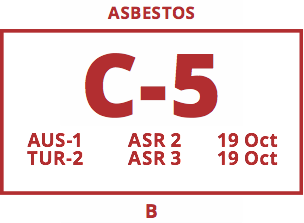 ASBESTOS
C-5
AUS-1 ASR 2 19 Oct
TUR-2 ASR 3 19 Oct
B